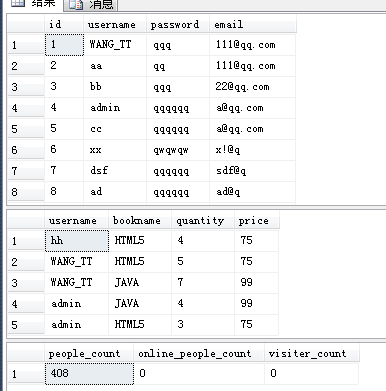 结果 消息
id username password email
1 1 WANG_TT qqq 111@qq.com
2 2 aa qq 111@qq.com
3 3 bb qqq 22@qq.com
4 4 admin qqqqqq a@qq.com
5 5 cc qqqqqq a@qq.com
6 6 xx qwqwqw x!@q
7 7 dsf qqqqqq sdf@q
8 8 ad qqqqqq ad@q
username bookname quantity price
1 hh HTML5 4 75
2 WANG_TT HTML5 5 75
3 WANG_TT JAVA 7 99
4 admin JAVA 4 99
5 admin HTML5 3 75
people_count online_people_count visiter_count
1 408 0 0